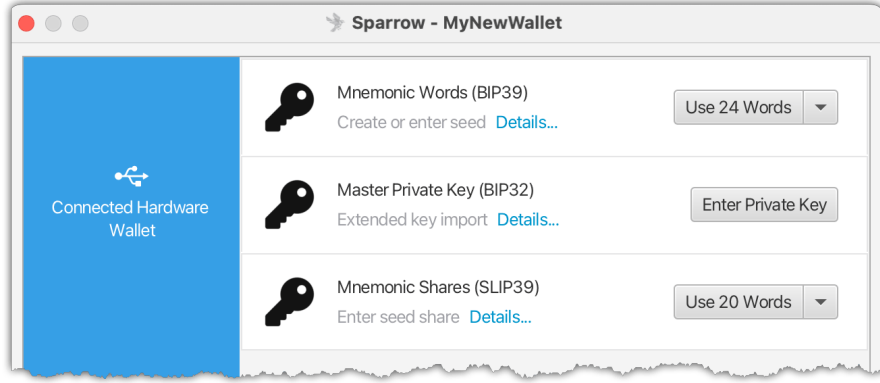 Sparrow - MyNewWallet
Connected Hardware
Wallet
Mnemonic Words (BIP39)
Create or enter seed Details...
Use 24 Words
Master Private Key (BIP32)
Extended key import Details...
Enter Private Key
Mnemonic Shares (SLIP39)
Enter seed share Details...
Use 20 Words